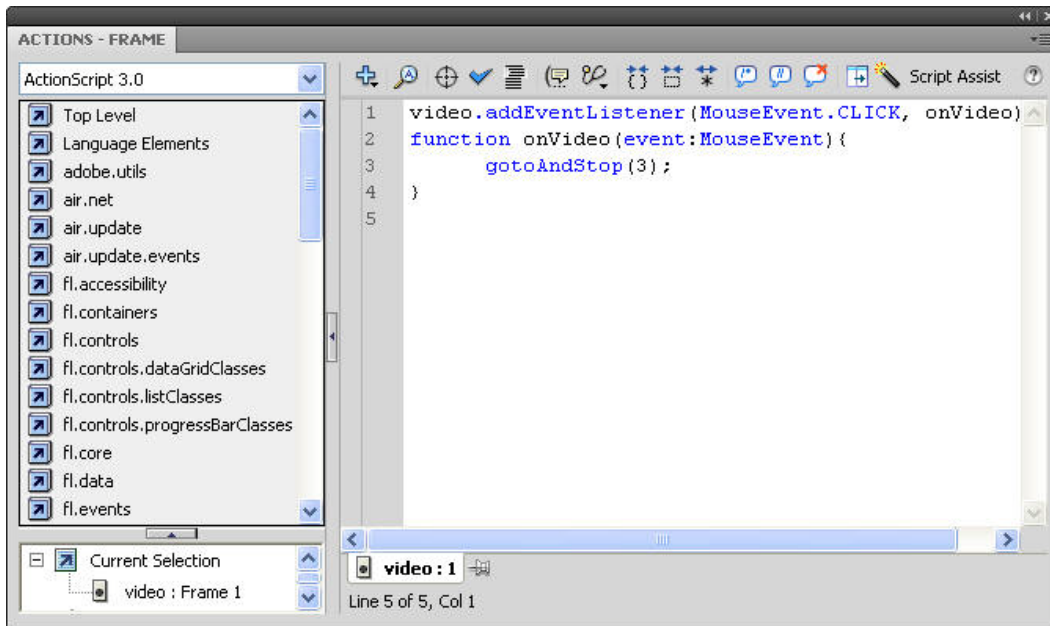 ACTIONS - FRAME
ActionScript 3.0
Script Assist
Top Level
Language Elements
adobe.utils
air.net
air.update
air.update.events
fl.accessibility
fl.containers
fl.controls
fl.controls.dataGridClasses
fl.controls.listClasses
fl.controls.progressBarClasses
fl.core
fl.data
fl.events
Current Selection
video : Frame 1
1 video.addEventListener(MouseEvent.CLICK, onVideo)
2 function onVideo(event:MouseEvent){
3 gotoAndStop(3);
4 }
5
video : 1
Line 5 of 5, Col 1